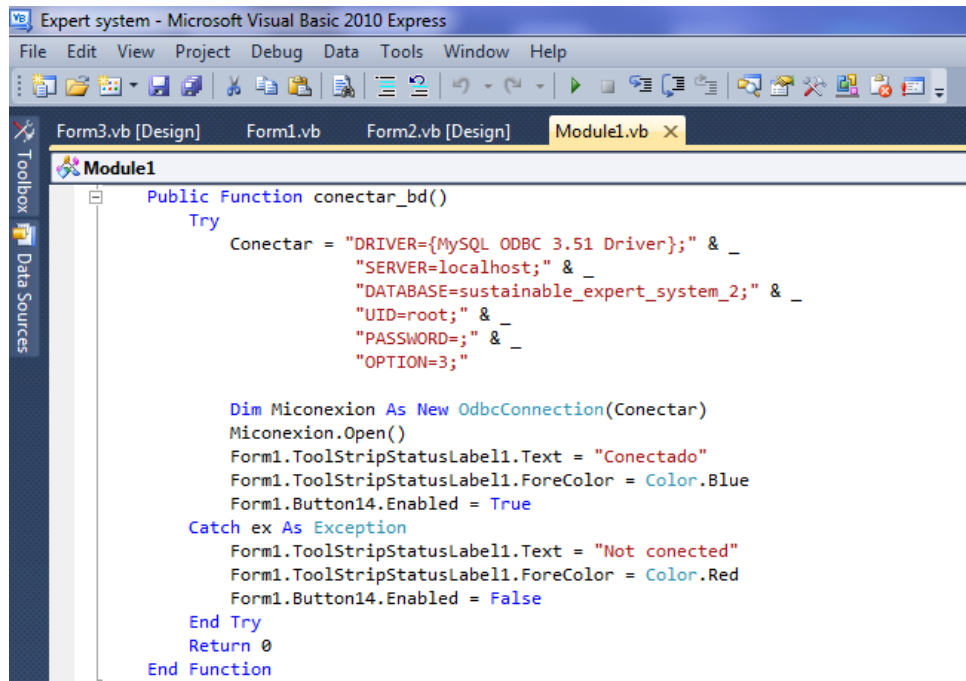 Expert system - Microsoft Visual Basic 2010 Express
File Edit View Project Debug Data Tools Window Help
Form3.vb [Design] Form1.vb Form2.vb [Design] Module1.vb
Toolbox
Data Sources
Module1
Public Function conectar_bd()
Try
Conectar = "DRIVER={MySQL ODBC 3.51 Driver};" & _
"SERVER=localhost;" & _
"DATABASE=sustainable_expert_system_2;" & _
"UID=root;" & _
"PASSWORD=;" & _
"OPTION=3;"
Dim Miconexion As New OdbcConnection(Conectar)
Miconexion.Open()
Form1.ToolStripStatusLabel1.Text = "Conectado"
Form1.ToolStripStatusLabel1.ForeColor = Color.Blue
Form1.Button14.Enabled = True
Catch ex As Exception
Form1.ToolStripStatusLabel1.Text = "Not conected"
Form1.ToolStripStatusLabel1.ForeColor = Color.Red
Form1.Button14.Enabled = False
End Try
Return 0
End Function